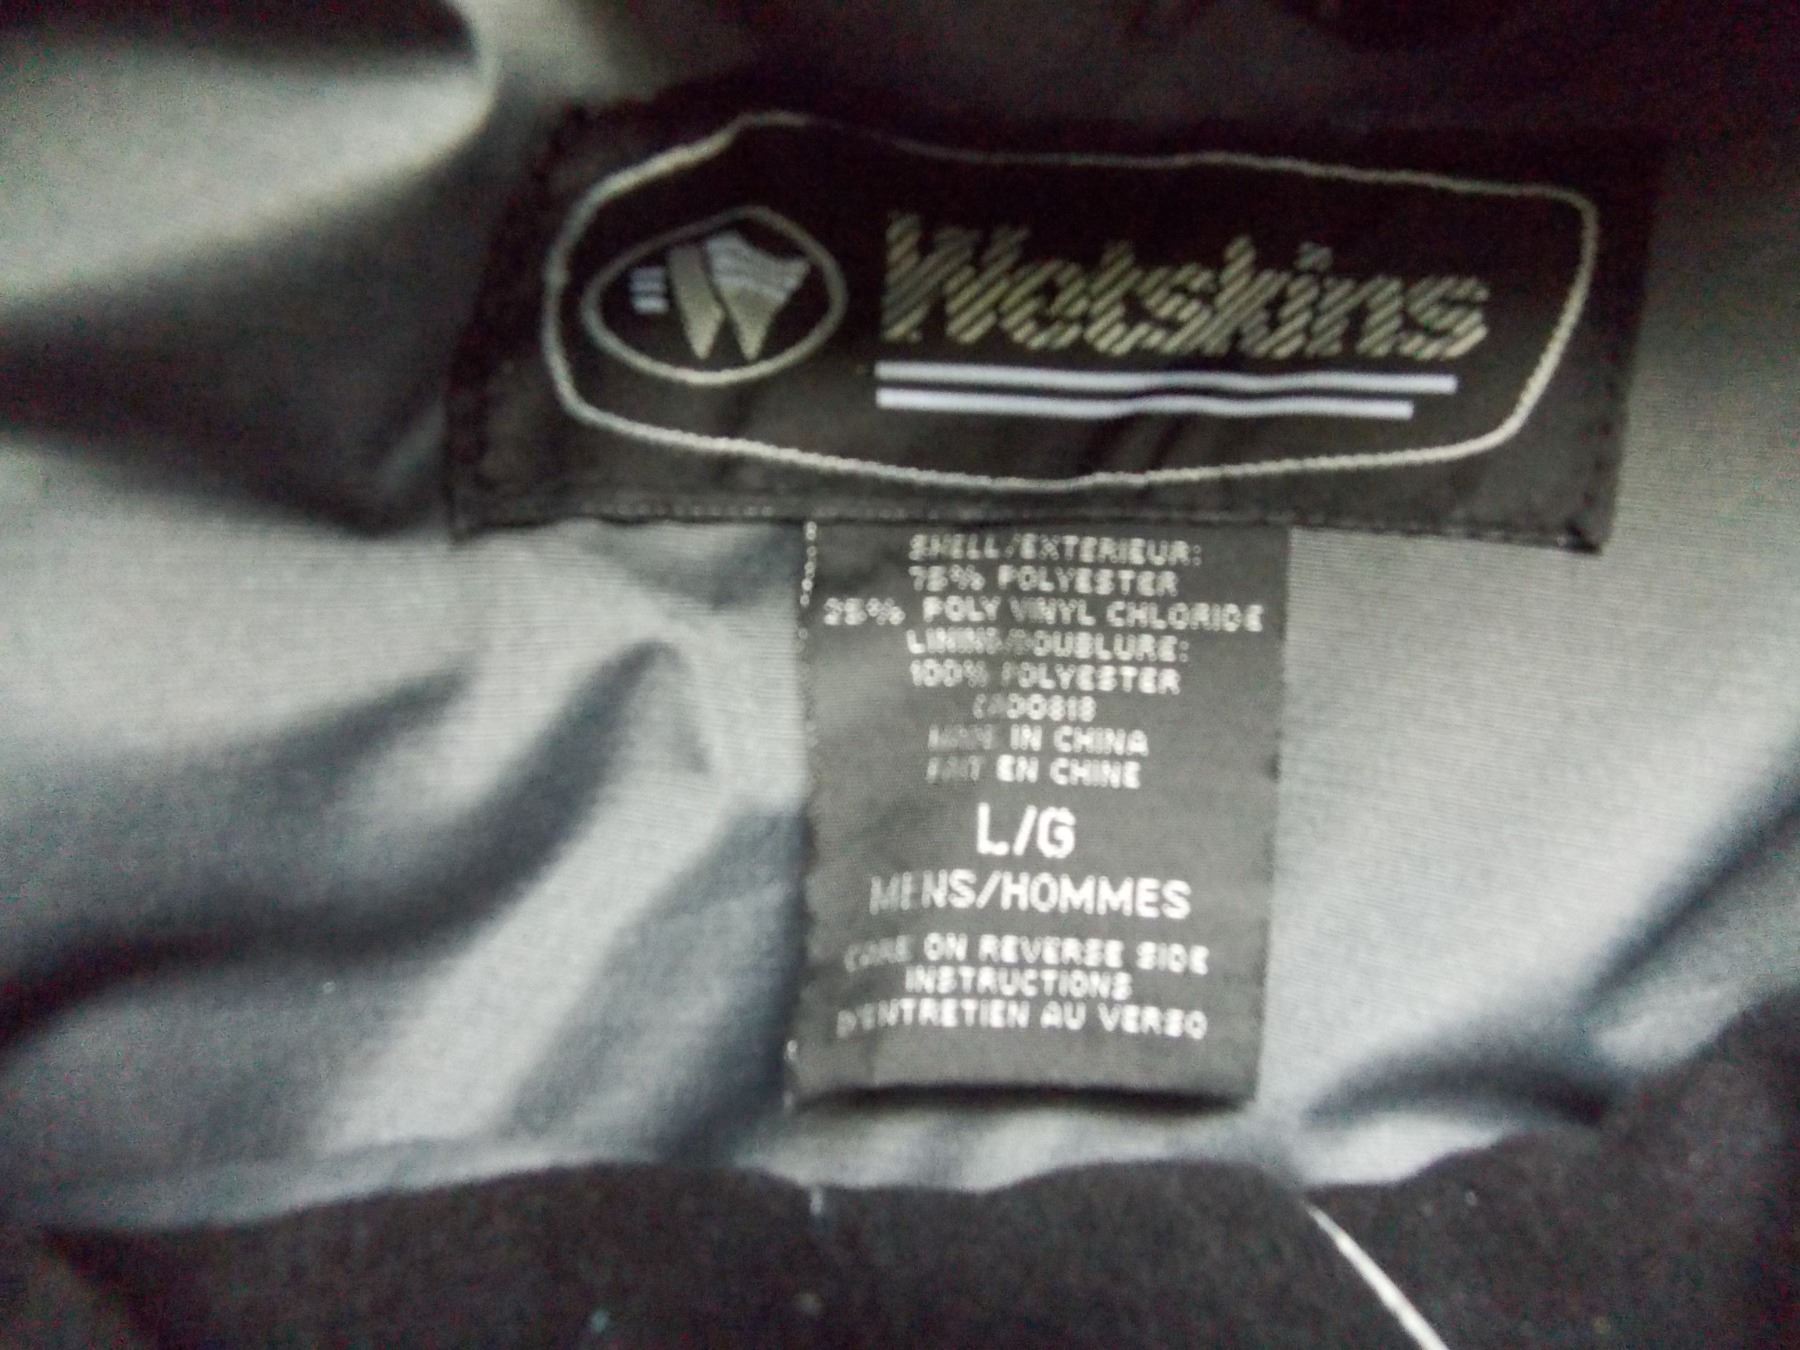 Wetskins
SHELL/EXTERIEUR:
75% POLYESTER
25% POLY VINYL CHLORIDE
LINING/DOUBLURE:
100% POLYESTER
MADE IN CHINA
FAIT EN CHINE
L/G
MENS/HOMMES
CARE ON REVERSE SIDE
INSTRUCTIONS
D'ENTRETIEN AU VERSO